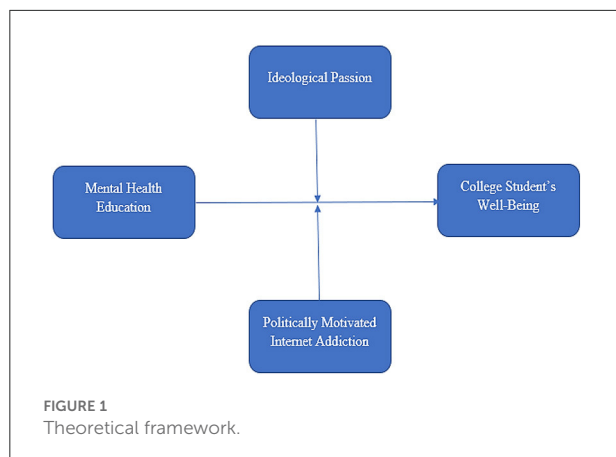 Ideological Passion
Mental Health
Education
College Student's
Well-Being
Politically Motivated
Internet Addiction
FIGURE 1
Theoretical framework.